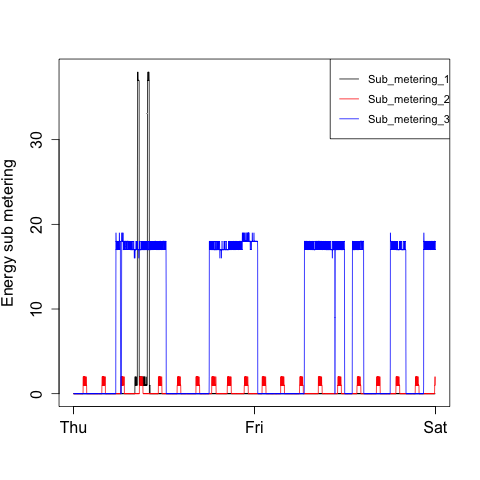 Sub_metering_1
Sub_metering_2
Sub_metering_3
Energy sub metering
30
20
10
0
Thu Fri Sat